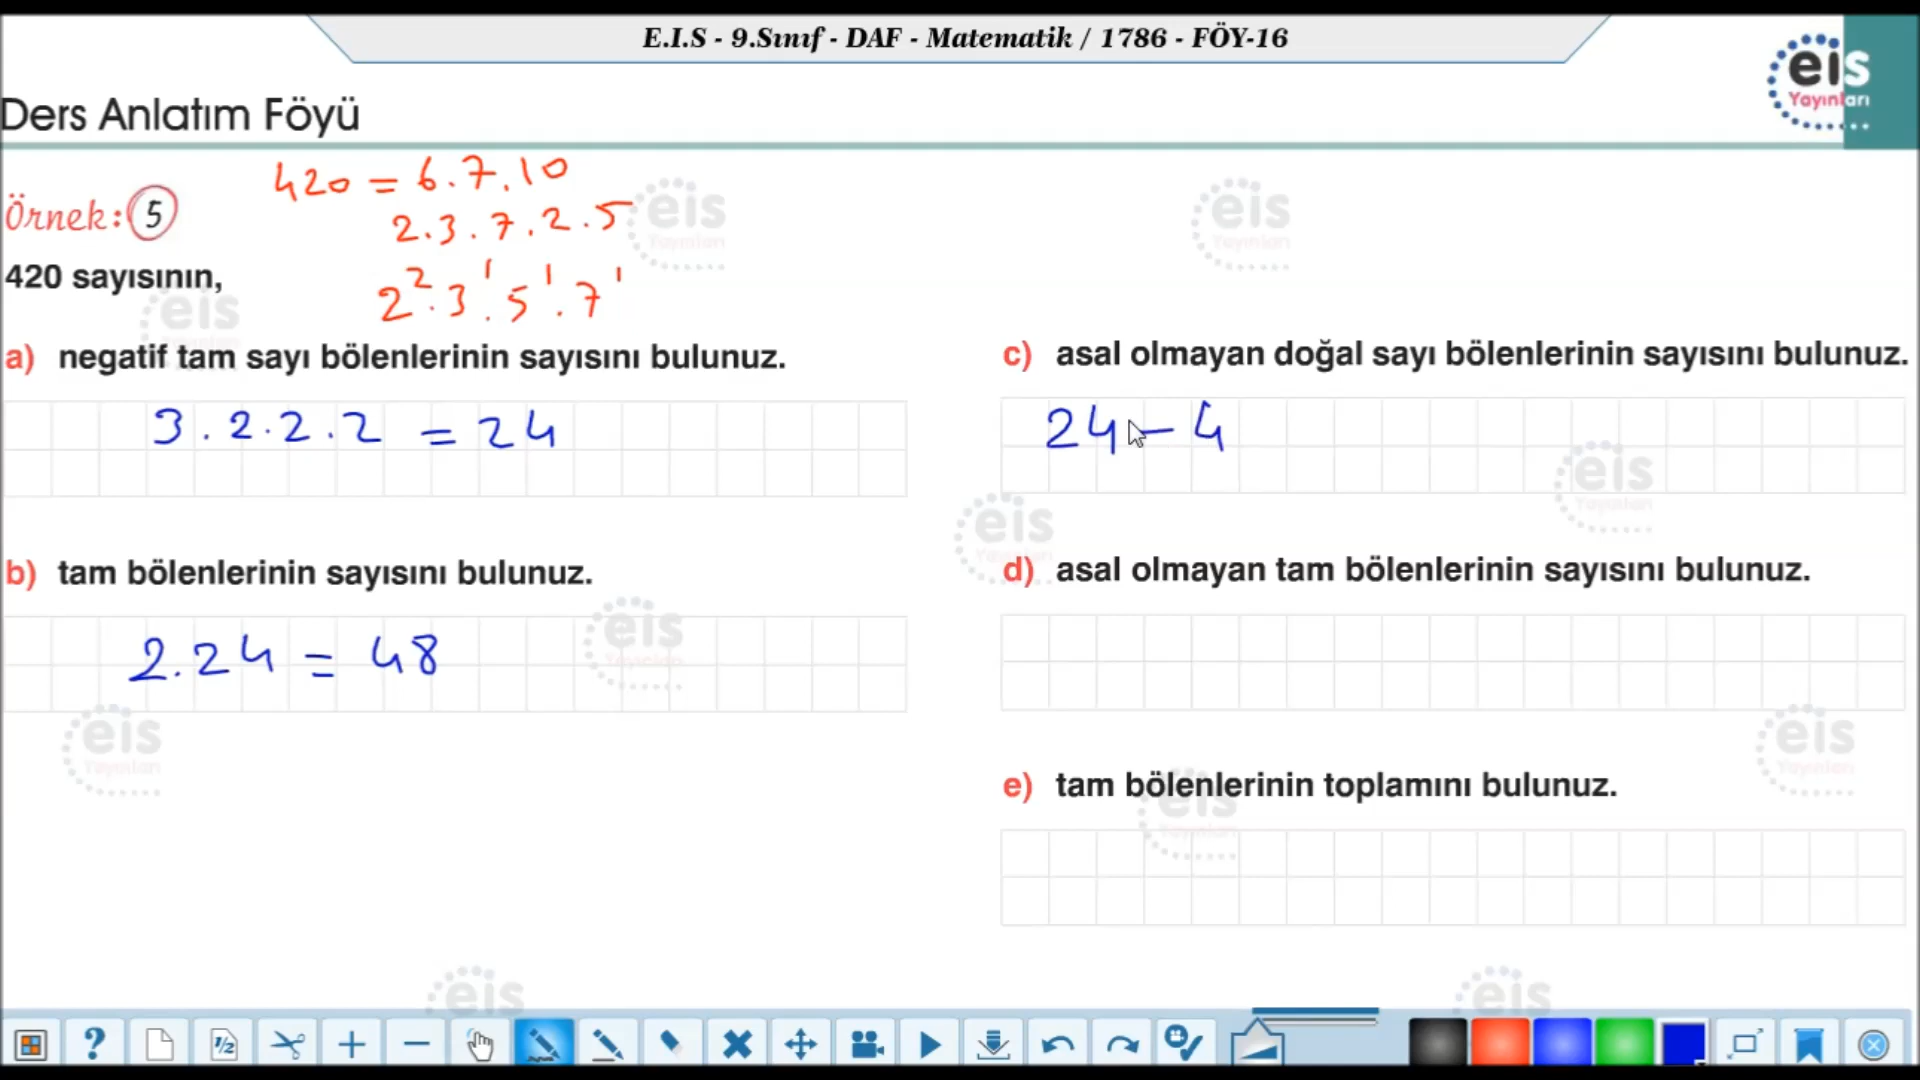 E.I.S - 9.Sınıf - DAF - Matematik / 1786 - FÖY-16
eis
Yayınları
Ders Anlatım Föyü
Örnek: 5
420 = 6.7.10
2.3.7.2.5
2².3¹.5¹.7¹
420 sayısının,
a) negatif tam sayı bölenlerinin sayısını bulunuz.
3.2.2.2 = 24
b) tam bölenlerinin sayısını bulunuz.
2.24 = 48
c) asal olmayan doğal sayı bölenlerinin sayısını bulunuz.
24 - 4
d) asal olmayan tam bölenlerinin sayısını bulunuz.
e) tam bölenlerinin toplamını bulunuz.